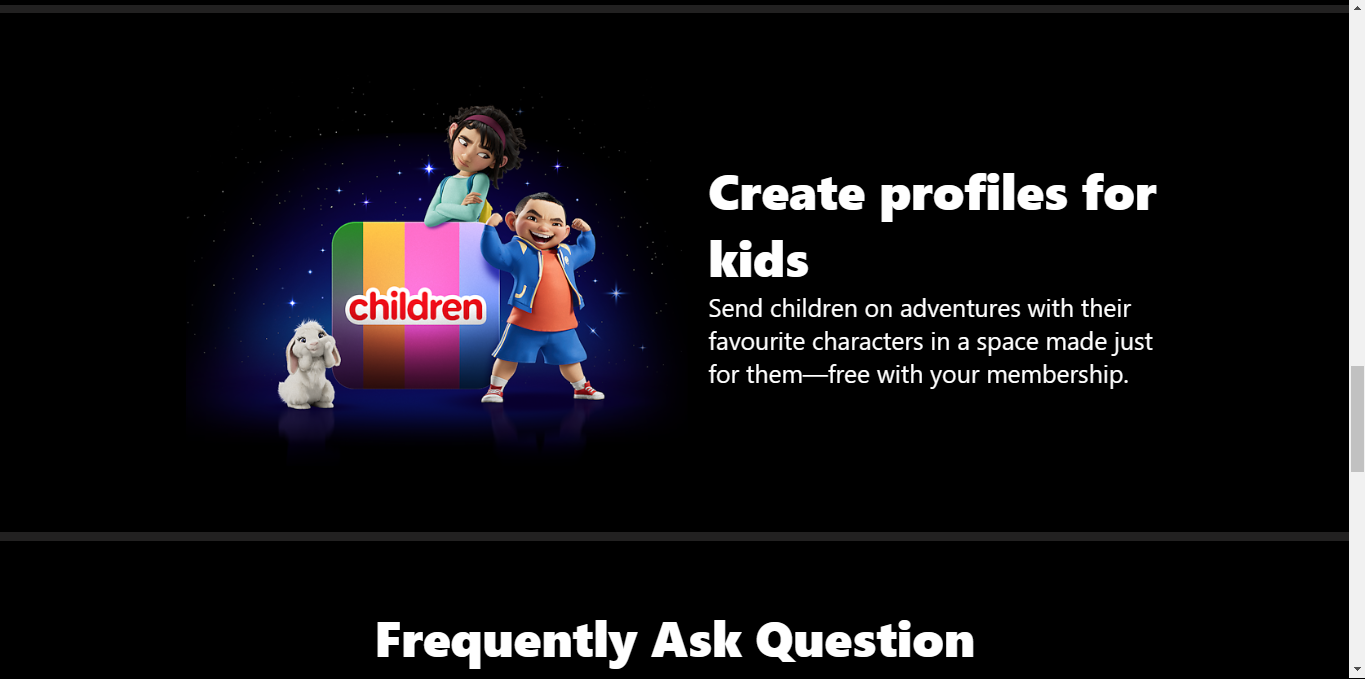 Create profiles for
kids
Send children on adventures with their
favourite characters in a space made just
for them—free with your membership.
children
Frequently Ask Question